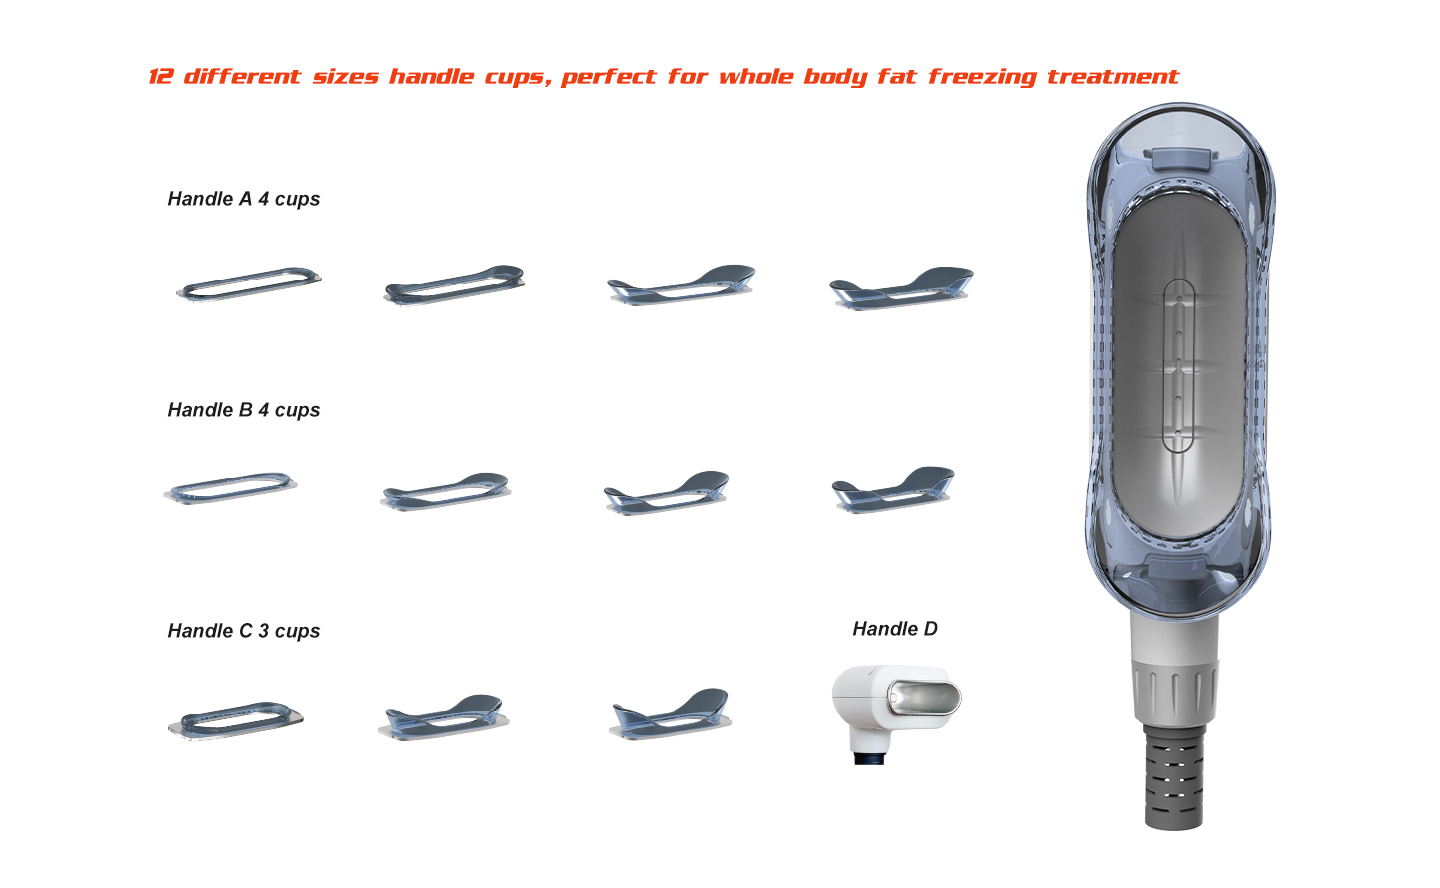 12 different sizes handle cups, perfect for whole body fat freezing treatment
Handle A 4 cups
Handle B 4 cups
Handle C 3 cups
Handle D